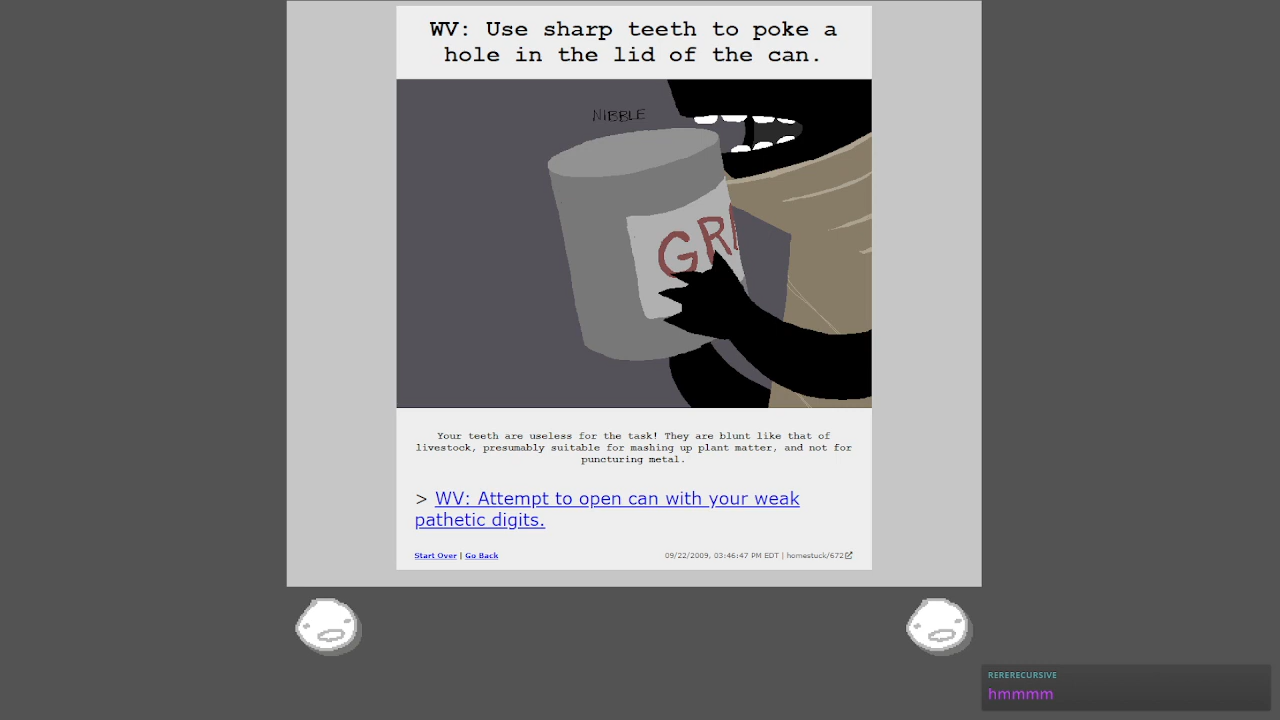 WV: Use sharp teeth to poke a
hole in the lid of the can.
NIBBLE
GR
Your teeth are useless for the task! They are blunt like that of
livestock, presumably suitable for mashing up plant matter, and not for
puncturing metal.
> WV: Attempt to open can with your weak
pathetic digits.
Start Over | Go Back
09/22/2009, 03:46:47 PM EDT | homestuck/672
RERERECURSIVE
hmmmm